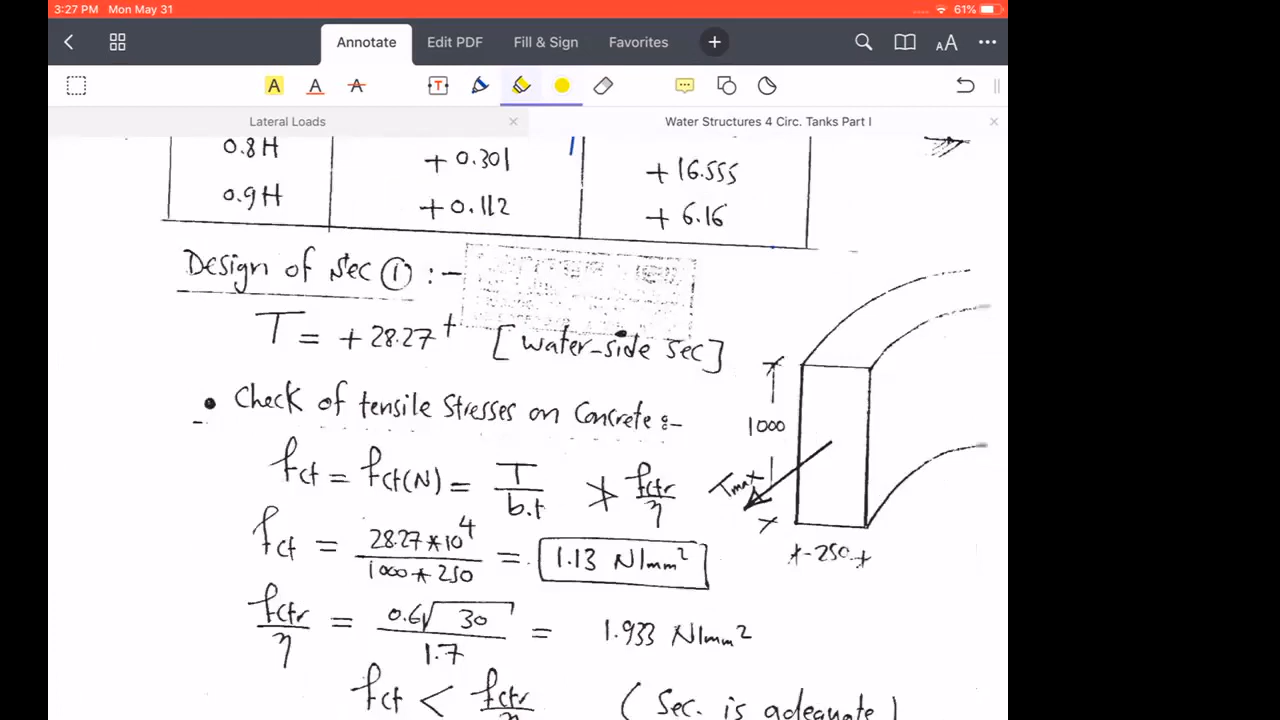 3:27 PM Mon May 31
61%
Annotate Edit PDF Fill & Sign Favorites
A A A T
Lateral Loads
Water Structures 4 Circ. Tanks Part I
0.8H + 0.301 + 16.555
0.9H + 0.112 + 6.16
Design of Sec ① :-
T = + 28.27 t [water-side sec]
• Check of tensile stresses on Concrete :-
fct = fct(N) = T / b.t ≯ fctr / η
fct = 28.27*10^4 / 1000*250 = 1.13 N/mm²
fctr / η = 0.6√30 / 1.7 = 1.933 N/mm²
fct < fctr / η (Sec. is adequate)
1000
Tmax
250